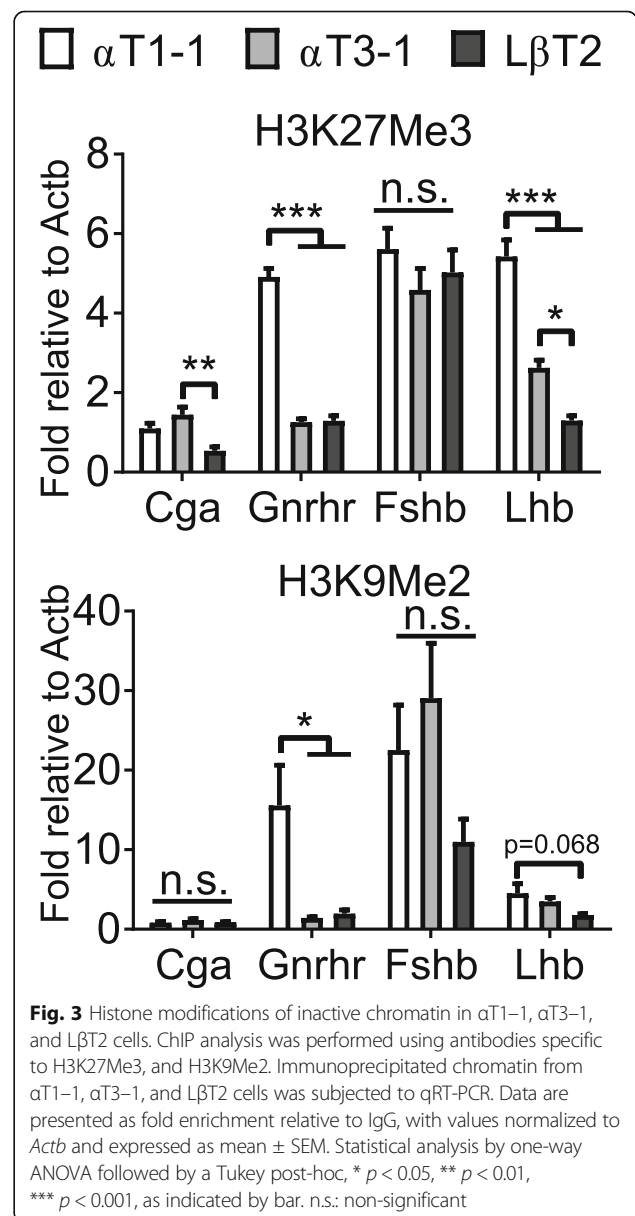 αT1-1 αT3-1 LβT2
H3K27Me3
Fold relative to Actb
8
6
4
2
0
***
n.s.
***
**
*
Cga Gnrhr Fshb Lhb
H3K9Me2
Fold relative to Actb
40
30
20
10
0
n.s.
*
n.s.
p=0.068
Cga Gnrhr Fshb Lhb
Fig. 3 Histone modifications of inactive chromatin in αT1–1, αT3–1,
and LβT2 cells. ChIP analysis was performed using antibodies specific
to H3K27Me3, and H3K9Me2. Immunoprecipitated chromatin from
αT1–1, αT3–1, and LβT2 cells was subjected to qRT-PCR. Data are
presented as fold enrichment relative to IgG, with values normalized to
Actb and expressed as mean ± SEM. Statistical analysis by one-way
ANOVA followed by a Tukey post-hoc, * p < 0.05, ** p < 0.01,
*** p < 0.001, as indicated by bar. n.s.: non-significant